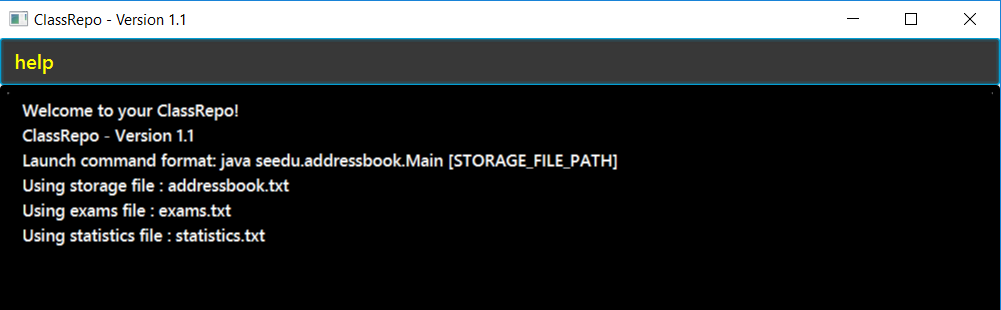 ClassRepo - Version 1.1
help
Welcome to your ClassRepo!
ClassRepo - Version 1.1
Launch command format: java seedu.addressbook.Main [STORAGE_FILE_PATH]
Using storage file : addressbook.txt
Using exams file : exams.txt
Using statistics file : statistics.txt